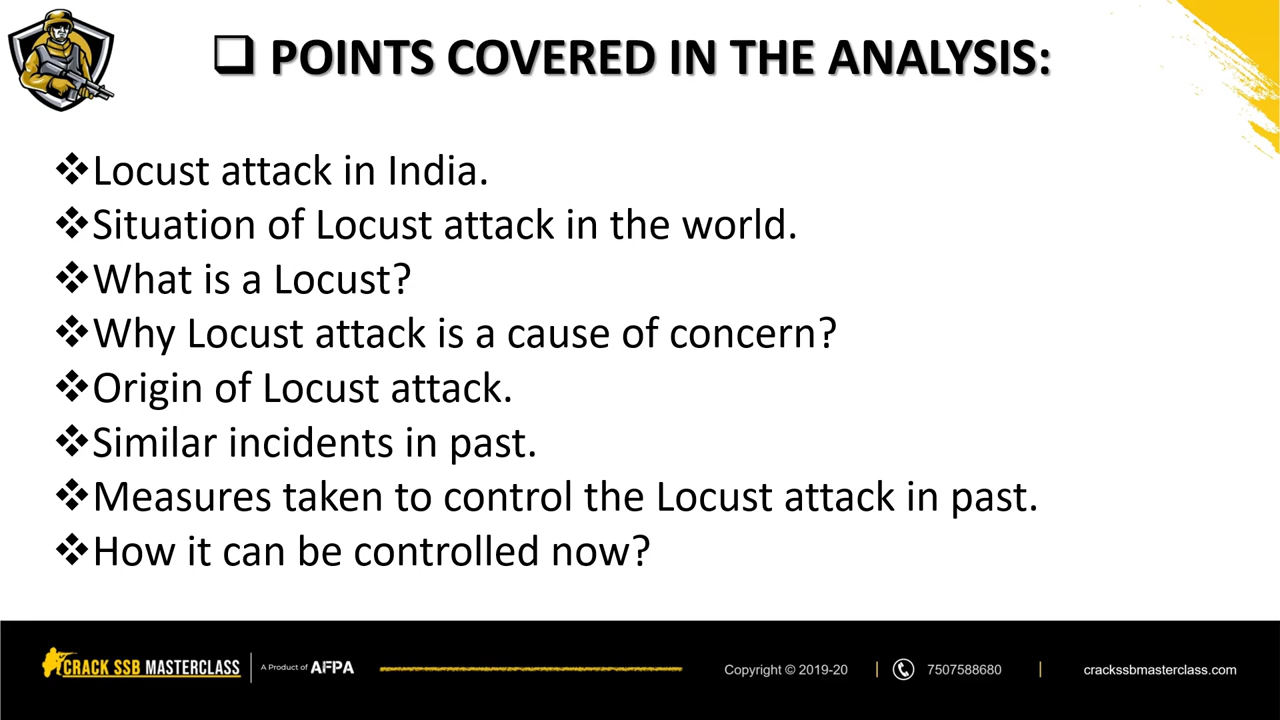 ❑ POINTS COVERED IN THE ANALYSIS:
❖Locust attack in India.
❖Situation of Locust attack in the world.
❖What is a Locust?
❖Why Locust attack is a cause of concern?
❖Origin of Locust attack.
❖Similar incidents in past.
❖Measures taken to control the Locust attack in past.
❖How it can be controlled now?
CRACK SSB MASTERCLASS | A Product of AFPA Copyright © 2019-20 | 7507588680 | crackssbmasterclass.com